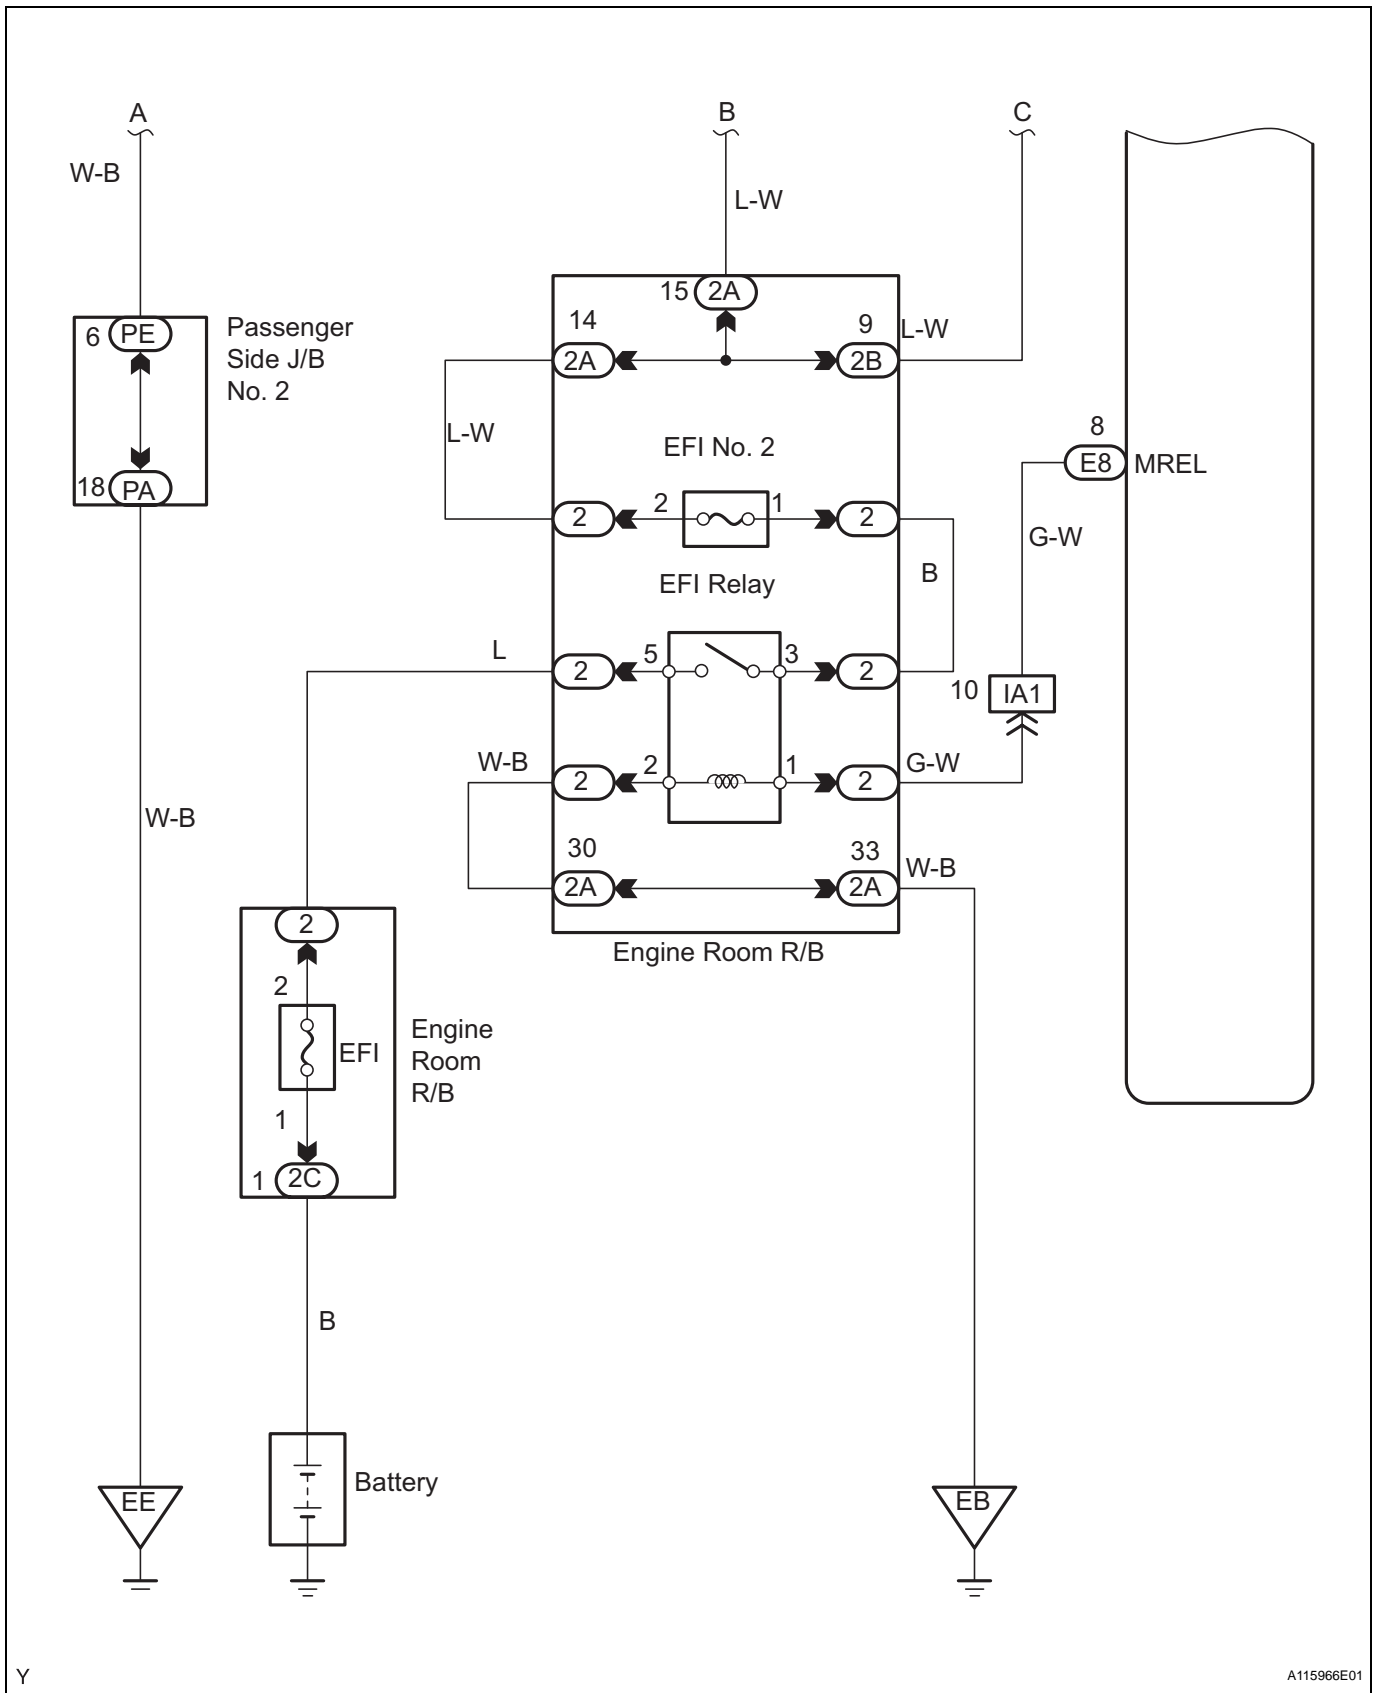 A
B
C
W-B
L-W
15 2A
14
9
L-W
6 PE
Passenger
Side J/B
No. 2
2A
2B
L-W
EFI No. 2
8
E8 MREL
18 PA
2
2
1
2
G-W
B
EFI Relay
L
2
5
3
2
10 IA1
W-B
2
2
1
2
G-W
W-B
30
33
2A
2A
W-B
Engine Room R/B
2
2
EFI
Engine
Room
R/B
1
1 2C
B
Battery
EE
EB
Y
A115966E01